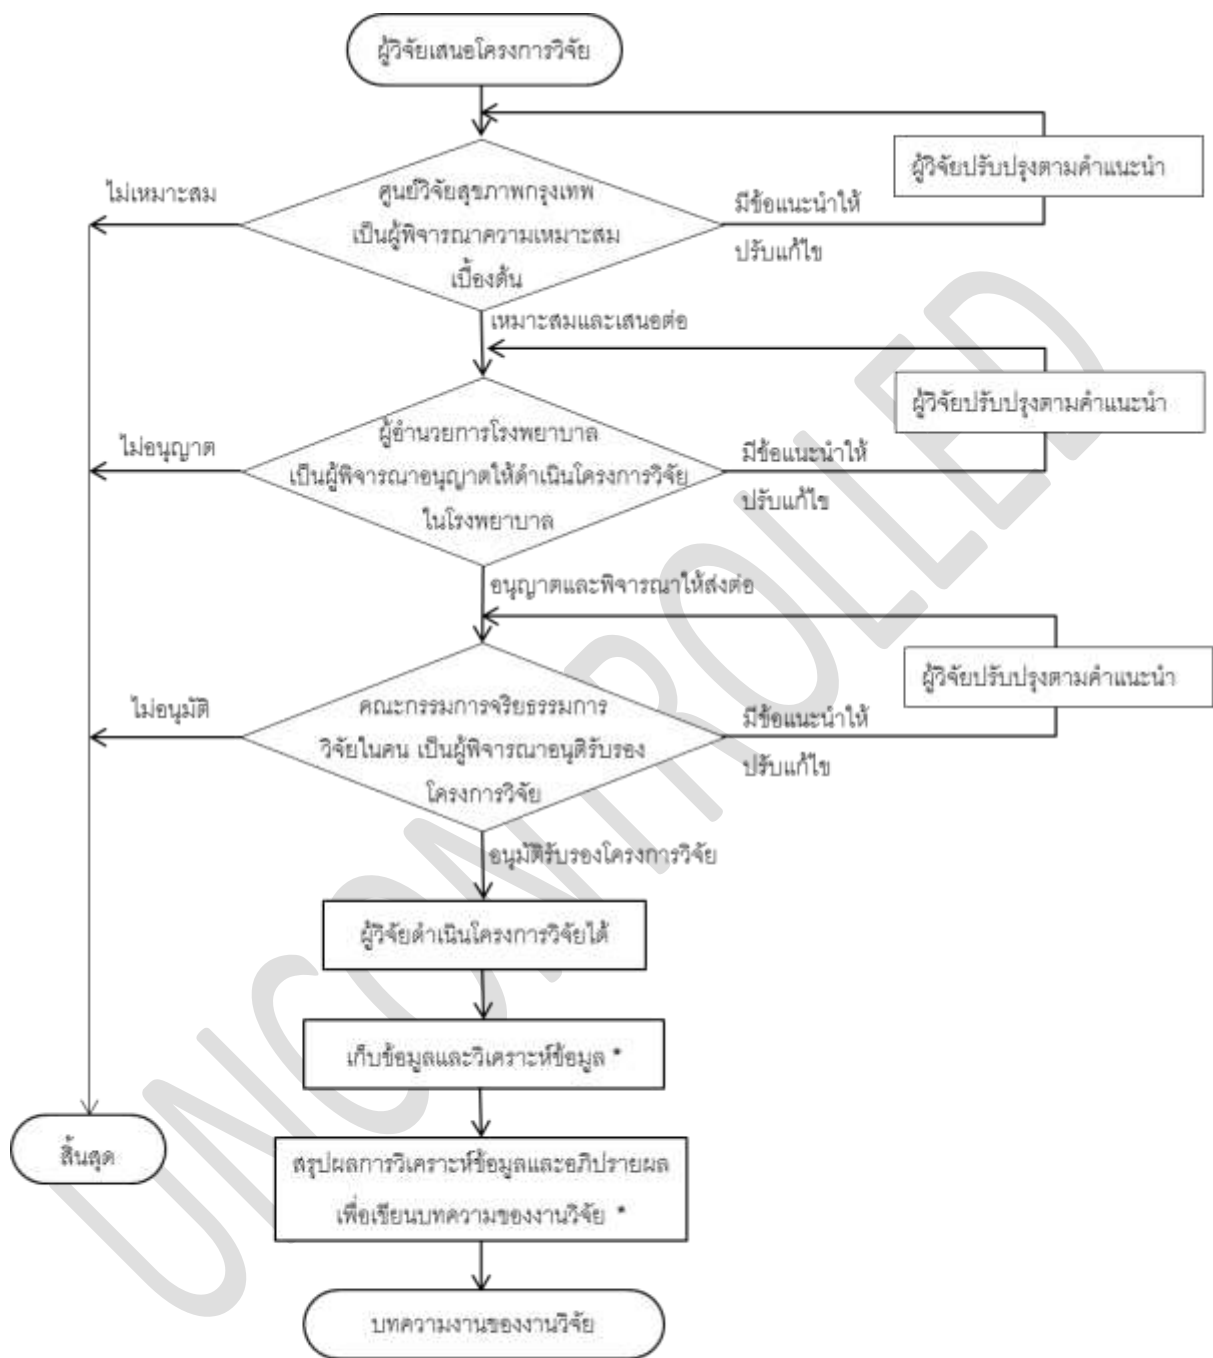 ผู้วิจัยเสนอโครงการวิจัย
ผู้วิจัยปรับปรุงตามคำแนะนำ
ไม่เหมาะสม
ศูนย์วิจัยสุขภาพกรุงเทพ
เป็นผู้พิจารณาความเหมาะสม
เบื้องต้น
มีข้อแนะนำให้
ปรับแก้ไข
เหมาะสมและเสนอต่อ
ผู้วิจัยปรับปรุงตามคำแนะนำ
ไม่อนุญาต
ผู้อำนวยการโรงพยาบาล
เป็นผู้พิจารณาอนุญาตให้ดำเนินโครงการวิจัย
ในโรงพยาบาล
มีข้อแนะนำให้
ปรับแก้ไข
อนุญาตและพิจารณาให้ส่งต่อ
ผู้วิจัยปรับปรุงตามคำแนะนำ
ไม่อนุมัติ
คณะกรรมการจริยธรรมการ
วิจัยในคน เป็นผู้พิจารณาอนุติรับรอง
โครงการวิจัย
มีข้อแนะนำให้
ปรับแก้ไข
อนุมัติรับรองโครงการวิจัย
ผู้วิจัยดำเนินโครงการวิจัยได้
เก็บข้อมูลและวิเคราะห์ข้อมูล *
สิ้นสุด
สรุปผลการวิเคราะห์ข้อมูลและอภิปรายผล
เพื่อเขียนบทความของงานวิจัย *
บทความงานของงานวิจัย
UNCONTROLLED